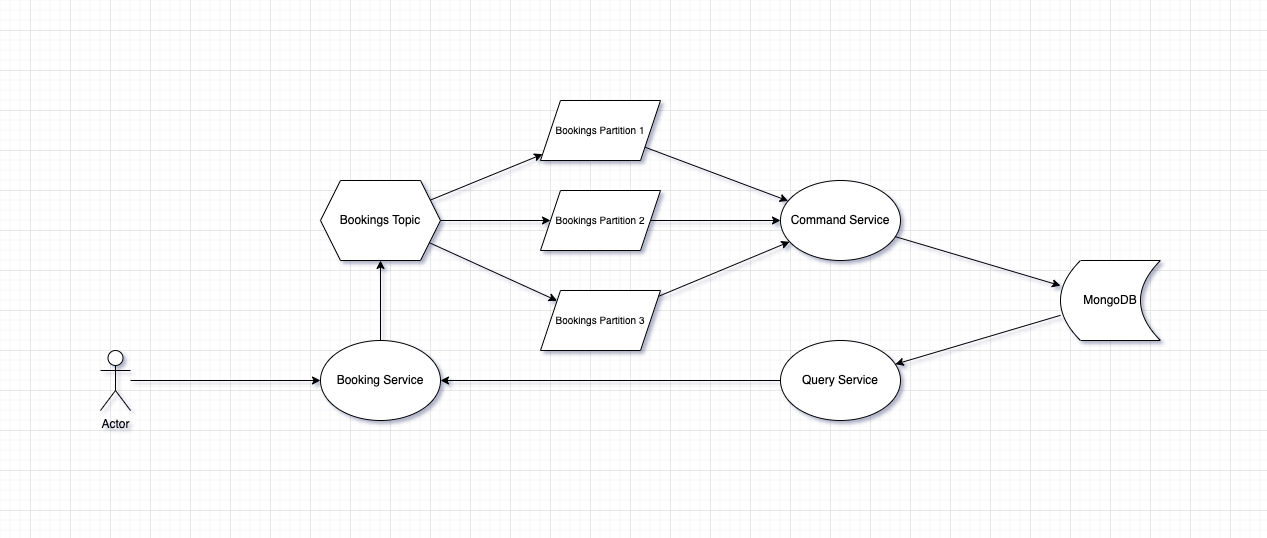 Bookings Partition 1
Bookings Topic
Bookings Partition 2
Command Service
MongoDB
Bookings Partition 3
Booking Service
Query Service
Actor